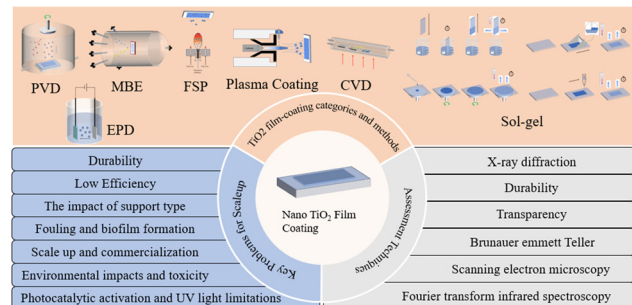 PVD
MBE
FSP
Plasma Coating
CVD
EPD
Sol-gel
TiO2 film-coating categories and methods
Key Problems for Scaleup
Assessment Techniques
Nano TiO₂ Film
Coating
Durability
Low Efficiency
The impact of support type
Fouling and biofilm formation
Scale up and commercialization
Environmental impacts and toxicity
Photocatalytic activation and UV light limitations
X-ray diffraction
Durability
Transparency
Brunauer emmett Teller
Scanning electron microscopy
Fourier transform infrared spectroscopy